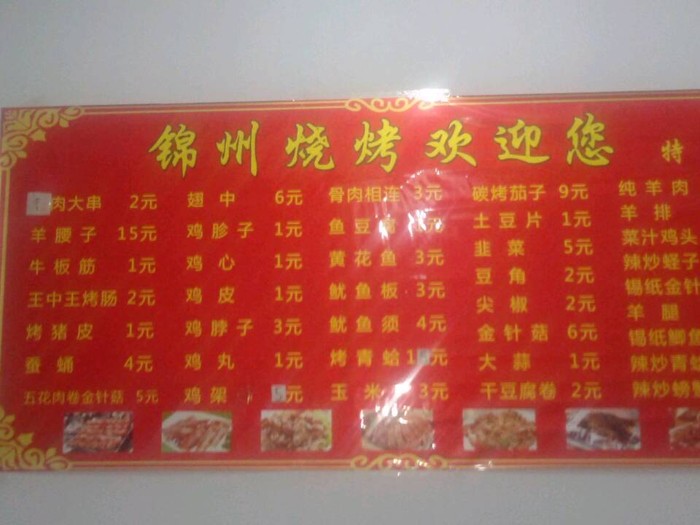 锦州烧烤欢迎您 特
肉大串 2元
羊腰子 15元
牛板筋 1元
王中王烤肠 2元
烤猪皮 1元
蚕蛹 4元
五花肉卷金针菇 5元
翅中 6元
鸡胗子 1元
鸡心 1元
鸡皮 1元
鸡脖子 3元
鸡丸 1元
鸡架 元
骨肉相连 3元
鱼豆 元
黄花鱼 3元
鱿鱼板 3元
鱿鱼须 4元
烤青蛤 1 元
玉米 3元
碳烤茄子 9元
土豆片 1元
韭菜 5元
豆角 2元
尖椒 2元
金针菇 6元
大蒜 1元
干豆腐卷 2元
纯羊肉
羊排
菜汁鸡头
辣炒蛏子
锡纸金针
羊腿
锡纸鲫鱼
辣炒青
辣炒螃